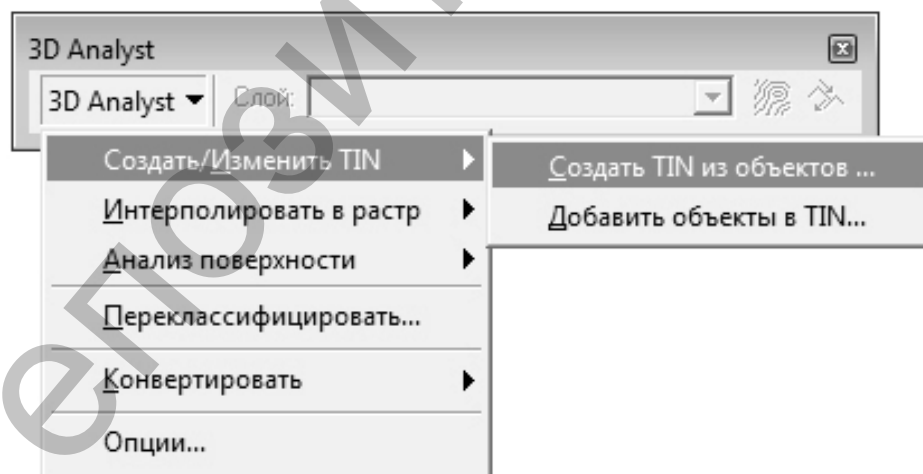 3D Analyst
3D Analyst
Слой:
Создать/Изменить TIN
Создать TIN из объектов ...
Интерполировать в растр
Добавить объекты в TIN...
Анализ поверхности
Переклассифицировать...
Конвертировать
Опции...